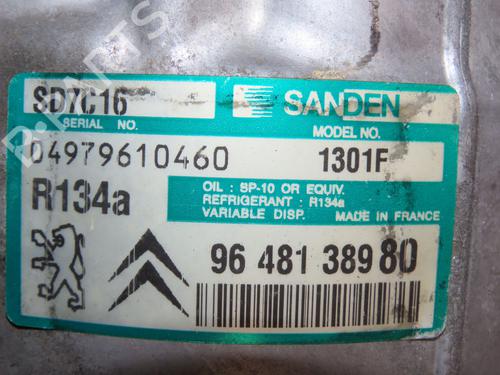 SD7C16
SANDEN
SERIAL NO.
MODEL NO.
04979610460
1301F
R134a
OIL : SP-10 OR EQUIV.
REFRIGERANT : R134a
VARIABLE DISP. MADE IN FRANCE
96 481 389 80